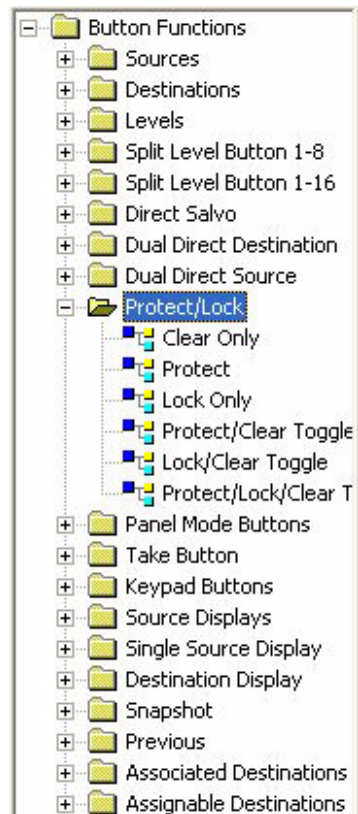 Button Functions
Sources
Destinations
Levels
Split Level Button 1-8
Split Level Button 1-16
Direct Salvo
Dual Direct Destination
Dual Direct Source
Protect/Lock
Clear Only
Protect
Lock Only
Protect/Clear Toggle
Lock/Clear Toggle
Protect/Lock/Clear T
Panel Mode Buttons
Take Button
Keypad Buttons
Source Displays
Single Source Display
Destination Display
Snapshot
Previous
Associated Destinations
Assignable Destinations